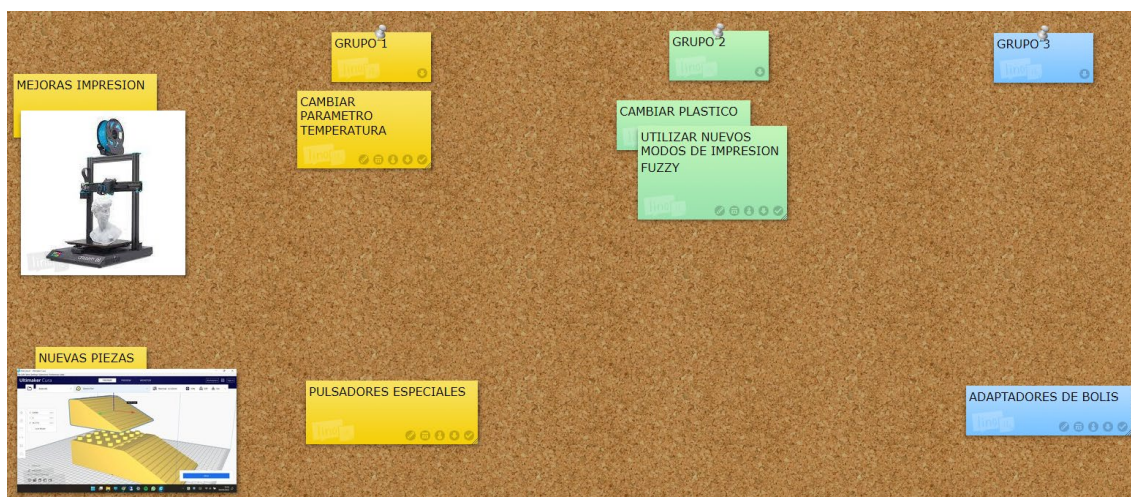 GRUPO 1
GRUPO 2
GRUPO 3
MEJORAS IMPRESION
CAMBIAR
PARAMETRO
TEMPERATURA
CAMBIAR PLASTICO
UTILIZAR NUEVOS
MODOS DE IMPRESION
FUZZY
NUEVAS PIEZAS
Ultimaker Cura
PULSADORES ESPECIALES
ADAPTADORES DE BOLIS